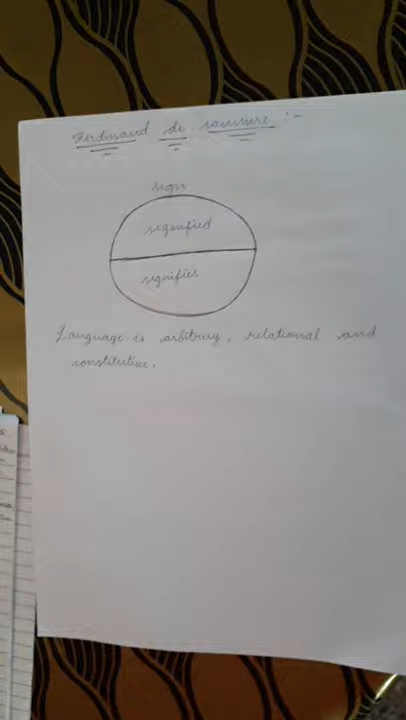 Ferdinand de saussure :-
sign
signified
signifier
Language is arbitrary, relational and
constitutive.